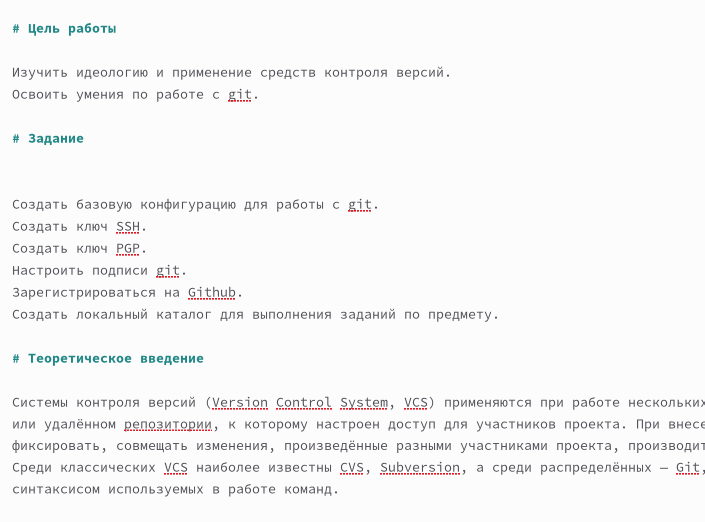 # Цель работы
Изучить идеологию и применение средств контроля версий.
Освоить умения по работе с git.
# Задание
Создать базовую конфигурацию для работы с git.
Создать ключ SSH.
Создать ключ PGP.
Настроить подписи git.
Зарегистрироваться на Github.
Создать локальный каталог для выполнения заданий по предмету.
# Теоретическое введение
Системы контроля версий (Version Control System, VCS) применяются при работе нескольких
или удалённом репозитории, к которому настроен доступ для участников проекта. При внесе
фиксировать, совмещать изменения, произведённые разными участниками проекта, производит
Среди классических VCS наиболее известны CVS, Subversion, а среди распределённых — Git,
синтаксисом используемых в работе команд.